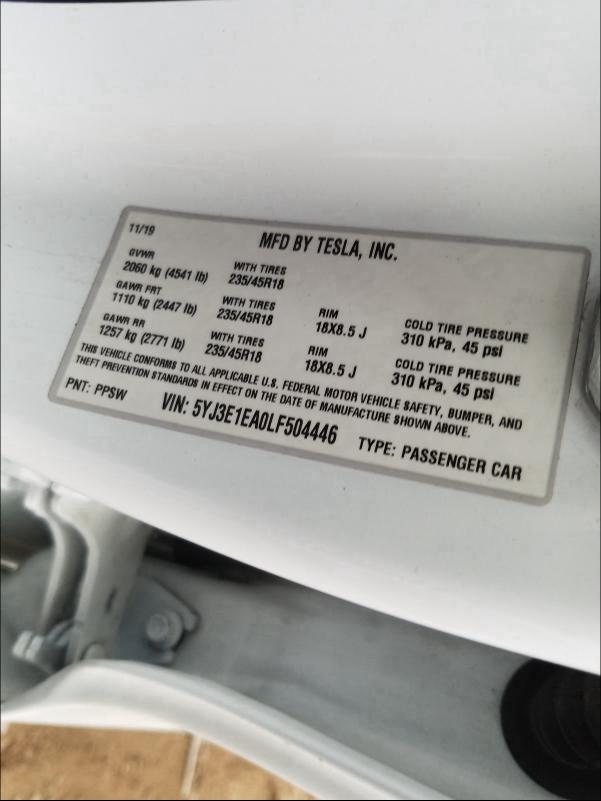 11/19
MFD BY TESLA, INC.
GVWR
2060 kg (4541 lb)
WITH TIRES
235/45R18
GAWR FRT
1110 kg (2447 lb)
WITH TIRES
235/45R18
RIM
18X8.5 J
COLD TIRE PRESSURE
310 kPa, 45 psi
GAWR RR
1257 kg (2771 lb)
WITH TIRES
235/45R18
RIM
18X8.5 J
COLD TIRE PRESSURE
310 kPa, 45 psi
THIS VEHICLE CONFORMS TO ALL APPLICABLE U.S. FEDERAL MOTOR VEHICLE SAFETY, BUMPER, AND
THEFT PREVENTION STANDARDS IN EFFECT ON THE DATE OF MANUFACTURE SHOWN ABOVE.
PNT: PPSW
VIN: 5YJ3E1EA0LF504446
TYPE: PASSENGER CAR